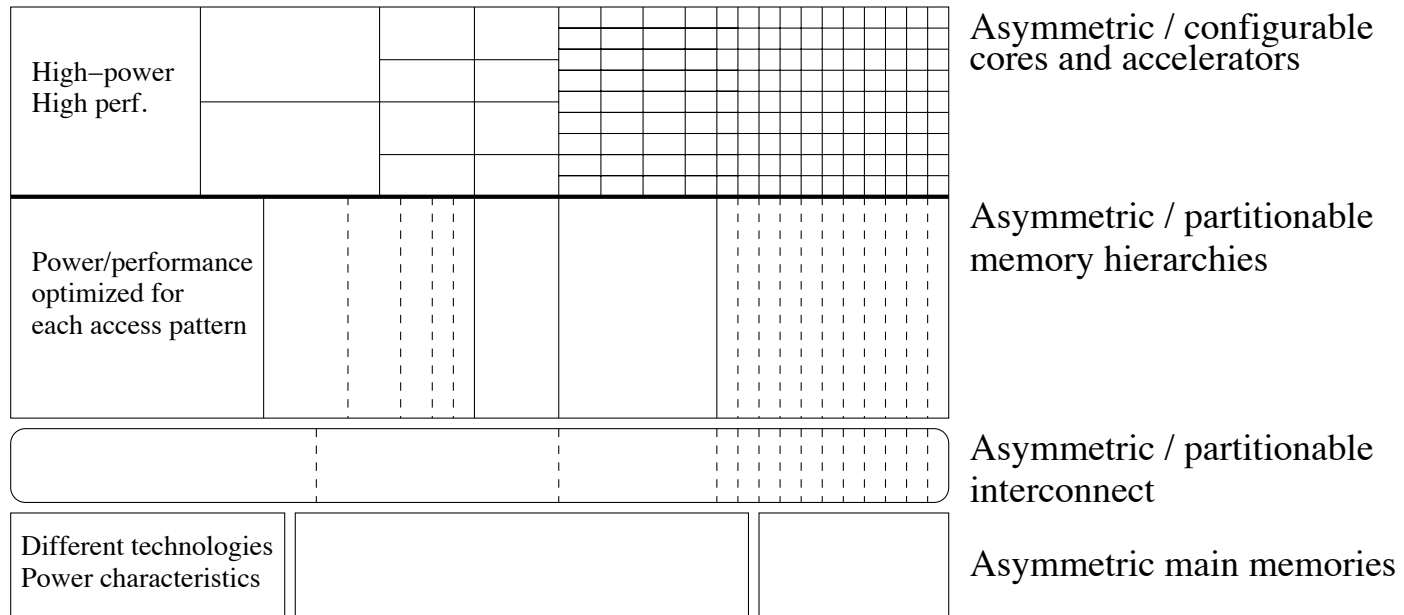 High−power
High perf.
Asymmetric / configurable
cores and accelerators
Power/performance
optimized for
each access pattern
Asymmetric / partitionable
memory hierarchies
Asymmetric / partitionable
interconnect
Different technologies
Power characteristics
Asymmetric main memories